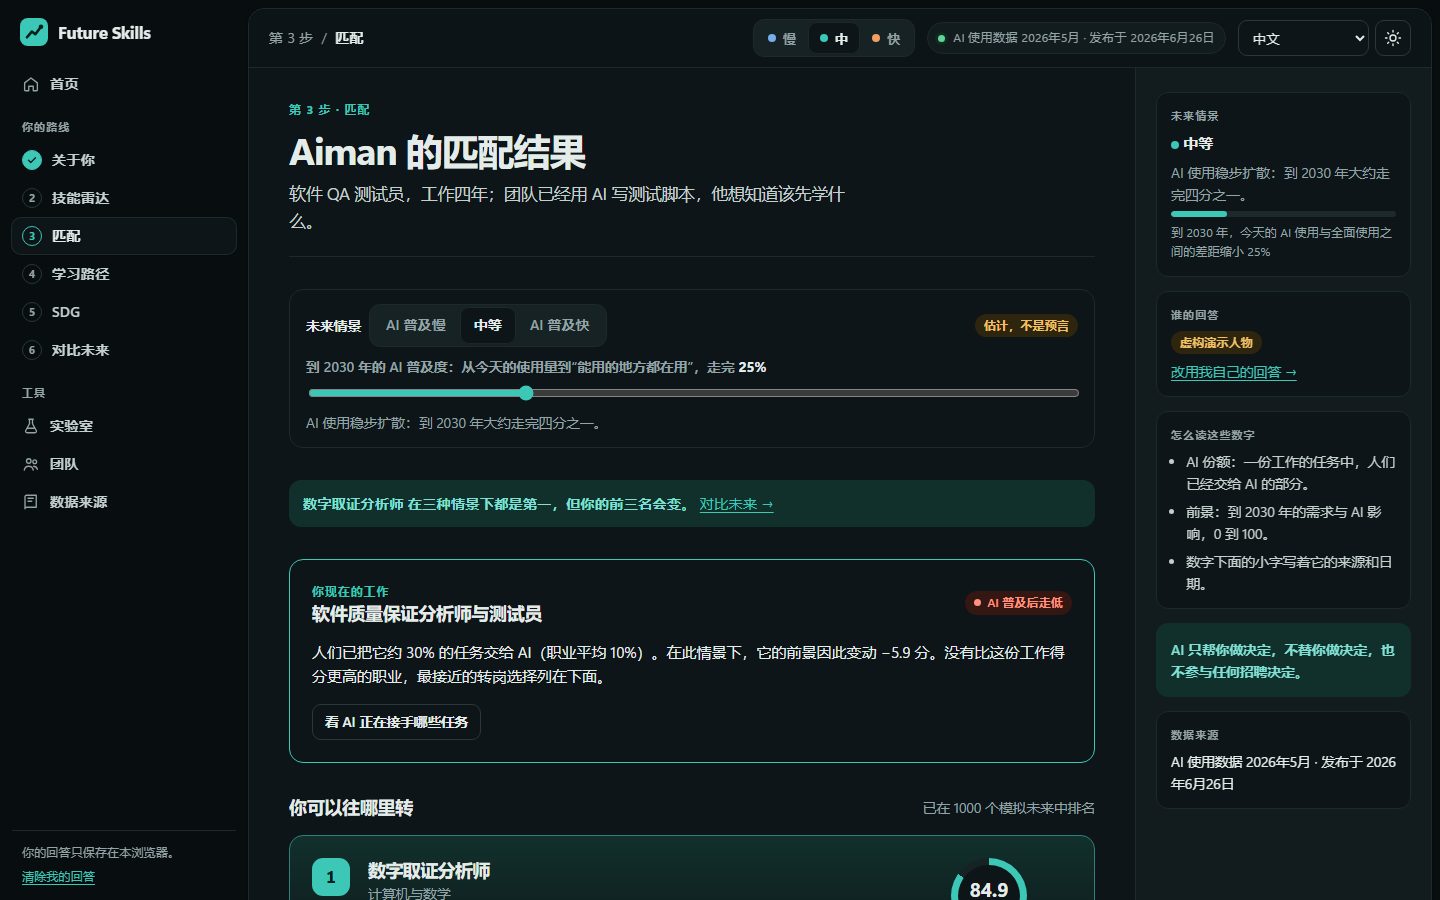 Future Skills
首页
你的路线
关于你
2 技能雷达
3 匹配
4 学习路径
5 SDG
6 对比未来
工具
实验室
团队
数据来源
你的回答只保存在本浏览器。
清除我的回答
第 3 步 / 匹配
慢 中 快
AI 使用数据 2026年5月 · 发布于 2026年6月26日
中文
第 3 步 · 匹配
Aiman 的匹配结果
软件 QA 测试员，工作四年；团队已经用 AI 写测试脚本，他想知道该先学什
么。
未来情景 AI 普及慢 中等 AI 普及快
估计，不是预言
到 2030 年的 AI 普及度：从今天的使用量到“能用的地方都在用”，走完 25%
AI 使用稳步扩散：到 2030 年大约走完四分之一。
数字取证分析师 在三种情景下都是第一，但你的前三名会变。 对比未来 →
你现在的工作
软件质量保证分析师与测试员
AI 普及后走低
人们已把它约 30% 的任务交给 AI（职业平均 10%）。在此情景下，它的前景因此变动 −5.9 分。没有比这份工作得
分更高的职业，最接近的转岗选择列在下面。
看 AI 正在接手哪些任务
你可以往哪里转
已在 1000 个模拟未来中排名
1
数字取证分析师
计算机与数学
84.9
未来情景
中等
AI 使用稳步扩散：到 2030 年大约走
完四分之一。
到 2030 年，今天的 AI 使用与全面使用之
间的差距缩小 25%
谁的回答
虚构演示人物
改用我自己的回答 →
怎么读这些数字
AI 份额：一份工作的任务中，人们
已经交给 AI 的部分。
前景：到 2030 年的需求与 AI 影
响，0 到 100。
数字下面的小字写着它的来源和日
期。
AI 只帮你做决定，不替你做决定，也
不参与任何招聘决定。
数据来源
AI 使用数据 2026年5月 · 发布于 2026
年6月26日